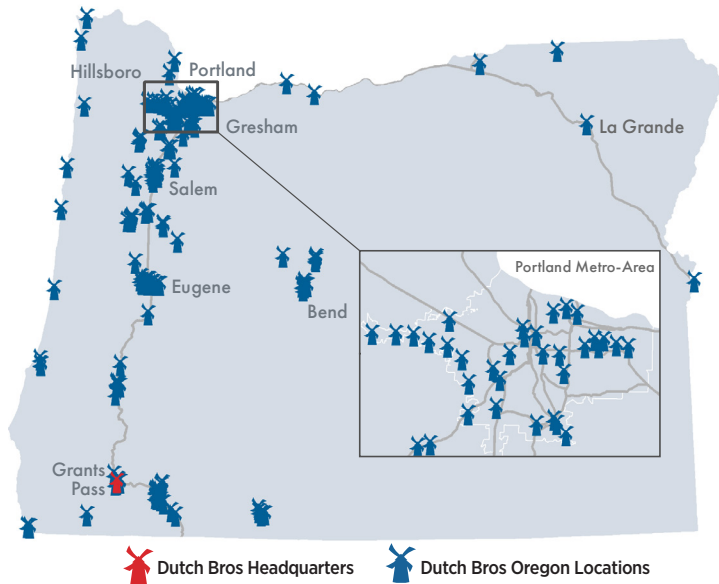 Hillsboro
Portland
Gresham
La Grande
Salem
Portland Metro-Area
Eugene
Bend
Grants
Pass
Dutch Bros Headquarters
Dutch Bros Oregon Locations